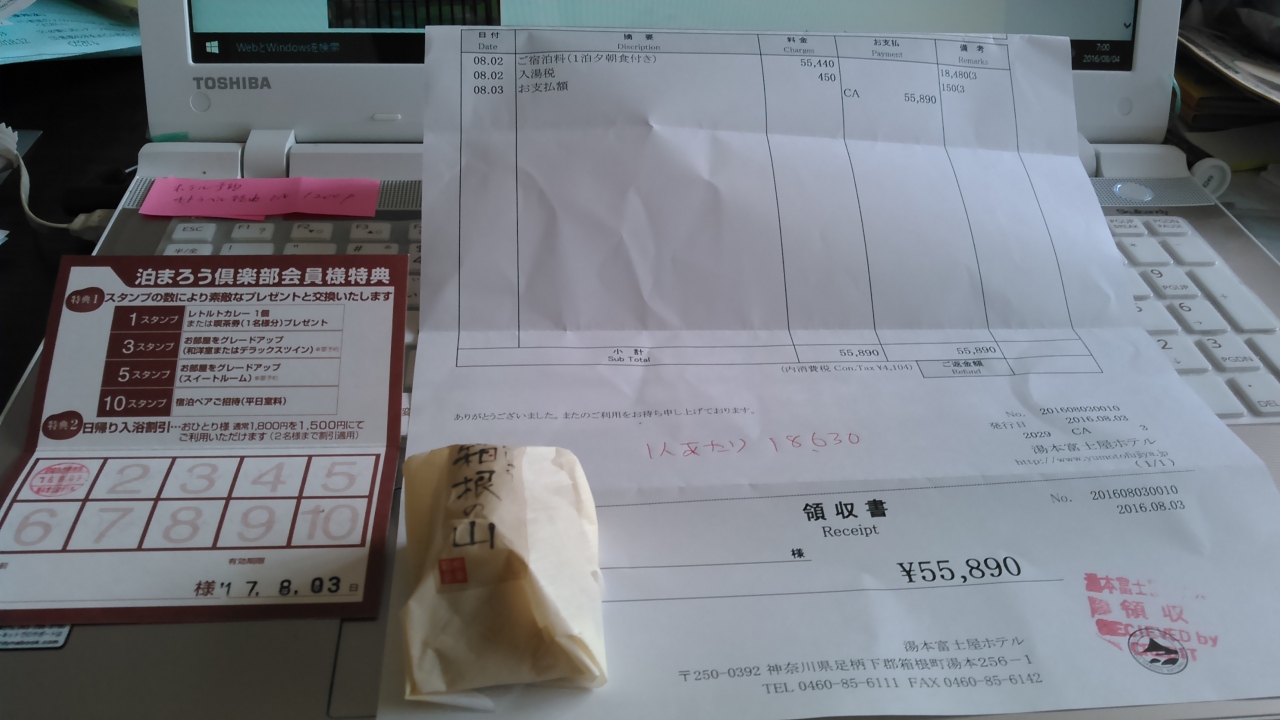 WebとWindowsを検索
7:00
2016/08/04
TOSHIBA
ESC
F1
F2
F3
日付 摘要 料金 お支払 備考
Date Discription Charges Payment Remarks
08.02 ご宿泊料(1泊夕朝食付き) 55,440 18,480(3
08.02 入湯税 450 150(3
08.03 お支払額 CA 55,890
小計 55,890 55,890 ご返金額
Sub Total Refund
(内消費税 Con.Tax ¥4,104)
ありがとうございました。またのご利用をお待ち申し上げております。
No. 201608030010
発行日 2016.08.03
2029 CA 3
湯本富士屋ホテル
http://www.yumotofujiya.jp
(1/1)
1人あたり 18,630
領収書
Receipt
No. 201608030010
2016.08.03
様
¥55,890
領収
湯本富士屋ホテル
〒250-0392 神奈川県足柄下郡箱根町湯本256-1
TEL 0460-85-6111 FAX 0460-85-6142
泊まろう倶楽部会員様特典
特典1 スタンプの数により素敵なプレゼントと交換いたします
1スタンプ レトルトカレー 1個
または喫茶券(1名様分)プレゼント
3スタンプ お部屋をグレードアップ
(和洋室またはデラックスツイン)※要予約
5スタンプ お部屋をグレードアップ
(スイートルーム)※要予約
10スタンプ 宿泊ペアご招待(平日室料)
特典2 日帰り入浴割引…おひとり様 通常1,800円を1,500円にて
ご利用いただけます(2名様まで割引適用)
2 3 4 5
6 7 8 9 10
有効期限
様 '17. 8. 03 日
箱根の山